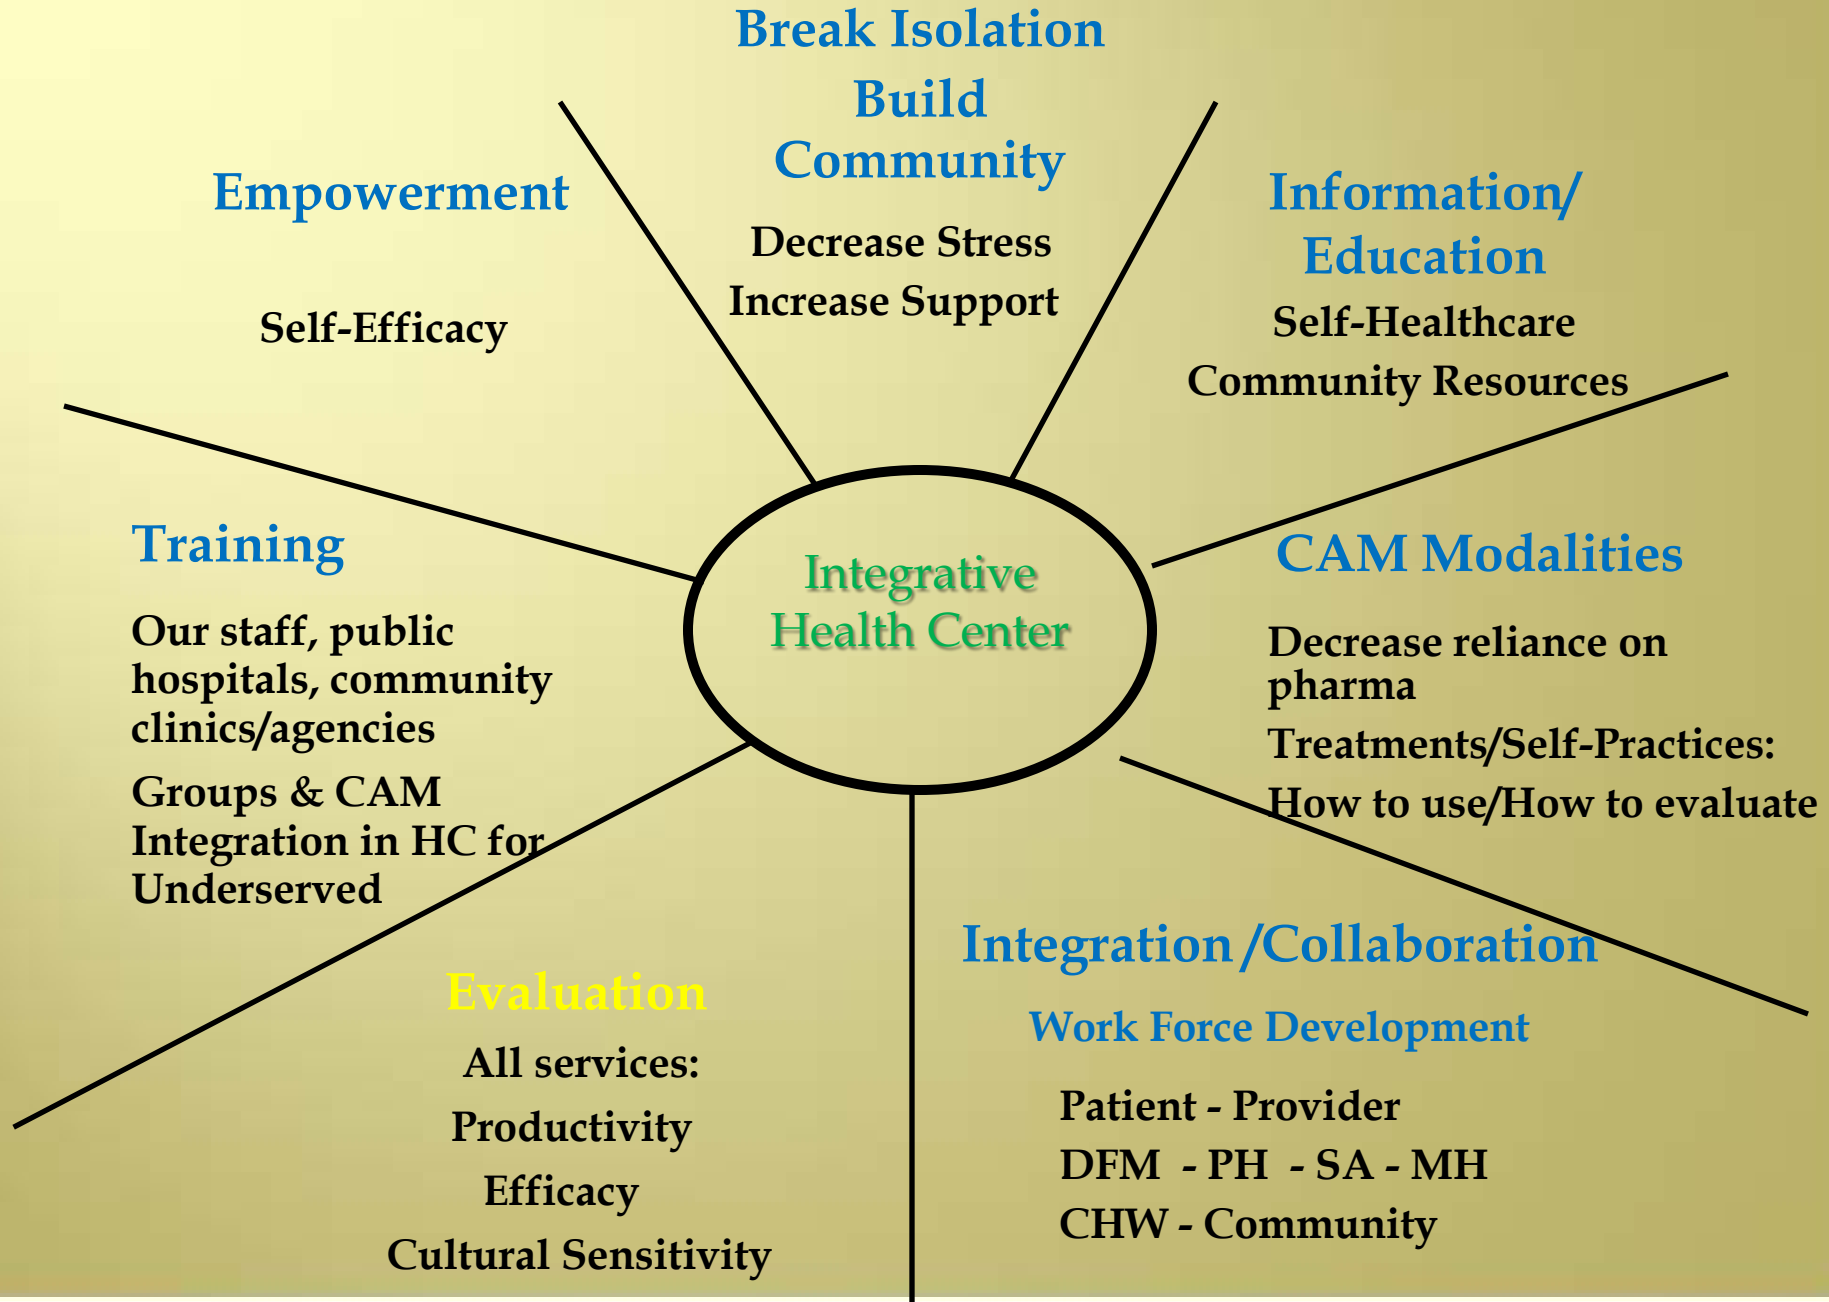 Break Isolation
Build
Community
Decrease Stress
Increase Support
Empowerment
Self-Efficacy
Information/
Education
Self-Healthcare
Community Resources
Training
Our staff, public
hospitals, community
clinics/agencies
Groups & CAM
Integration in HC for
Underserved
Integrative
Health Center
CAM Modalities
Decrease reliance on
pharma
Treatments/Self-Practices:
How to use/How to evaluate
Evaluation
All services:
Productivity
Efficacy
Cultural Sensitivity
Integration /Collaboration
Work Force Development
Patient - Provider
DFM - PH - SA - MH
CHW - Community